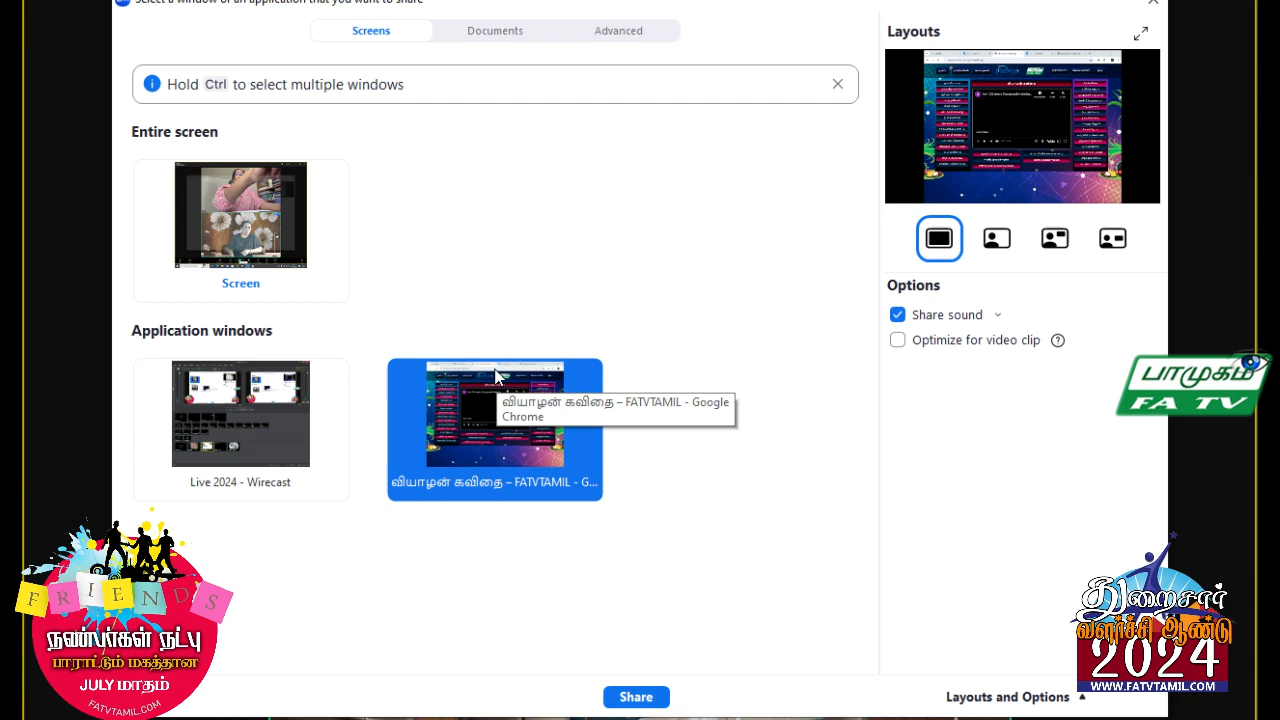 Select a window or an application that you want to share
Screens
Documents
Advanced
Hold Ctrl to select multiple windows
Entire screen
Screen
Application windows
Live 2024 - Wirecast
வியாழன் கவிதை – FATVTAMIL - G...
வியாழன் கவிதை – FATVTAMIL - Google
Chrome
Layouts
Options
Share sound
Optimize for video clip
Share
Layouts and Options
பாமுகம்
FA TV
FRIENDS
நண்பர்கள் நட்பு
பாராட்டும் மகத்தான
JULY மாதம்
FATVTAMIL.COM
துறைசார்
வளர்ச்சி ஆண்டு
2024
WWW.FATVTAMIL.COM